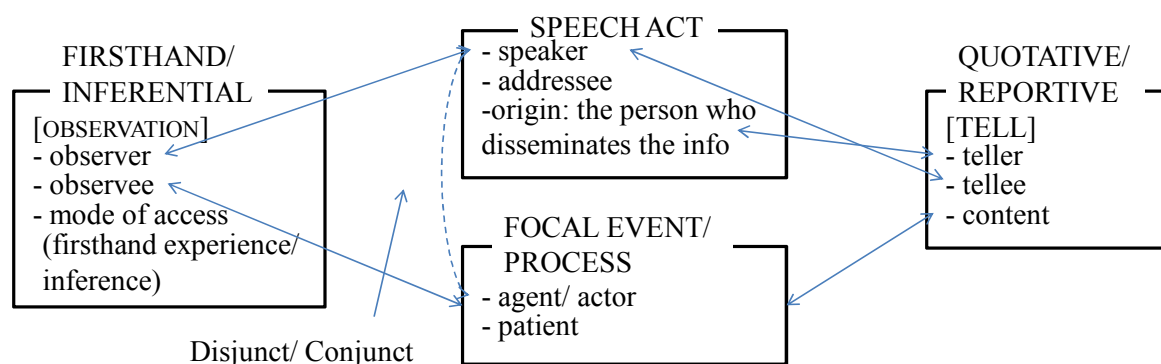 FIRSTHAND/
INFERENTIAL
[OBSERVATION]
- observer
- observee
- mode of access
(firsthand experience/
inference)
SPEECH ACT
- speaker
- addressee
-origin: the person who
disseminates the info
FOCAL EVENT/
PROCESS
- agent/ actor
- patient
QUOTATIVE/
REPORTIVE
[TELL]
- teller
- tellee
- content
Disjunct/ Conjunct